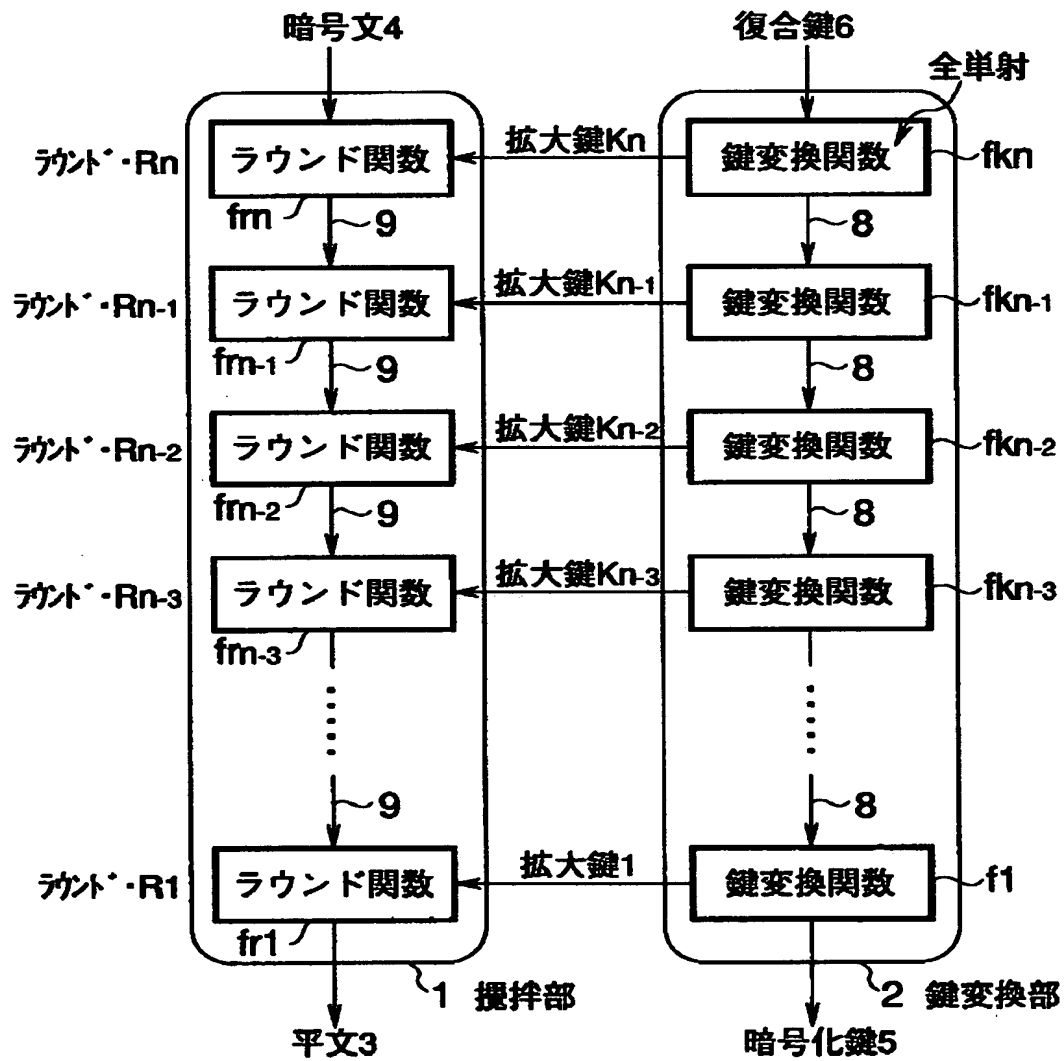 暗号文4
復合鍵6
全単射
ラウンド・Rn
ラウンド関数
拡大鍵Kn
鍵変換関数
fkn
frn
9
8
ラウンド・Rn-1
ラウンド関数
拡大鍵Kn-1
鍵変換関数
fkn-1
frn-1
9
8
ラウンド・Rn-2
ラウンド関数
拡大鍵Kn-2
鍵変換関数
fkn-2
frn-2
9
8
ラウンド・Rn-3
ラウンド関数
拡大鍵Kn-3
鍵変換関数
fkn-3
frn-3
9
8
ラウンド・R1
ラウンド関数
拡大鍵1
鍵変換関数
f1
fr1
1 攪拌部
2 鍵変換部
平文3
暗号化鍵5